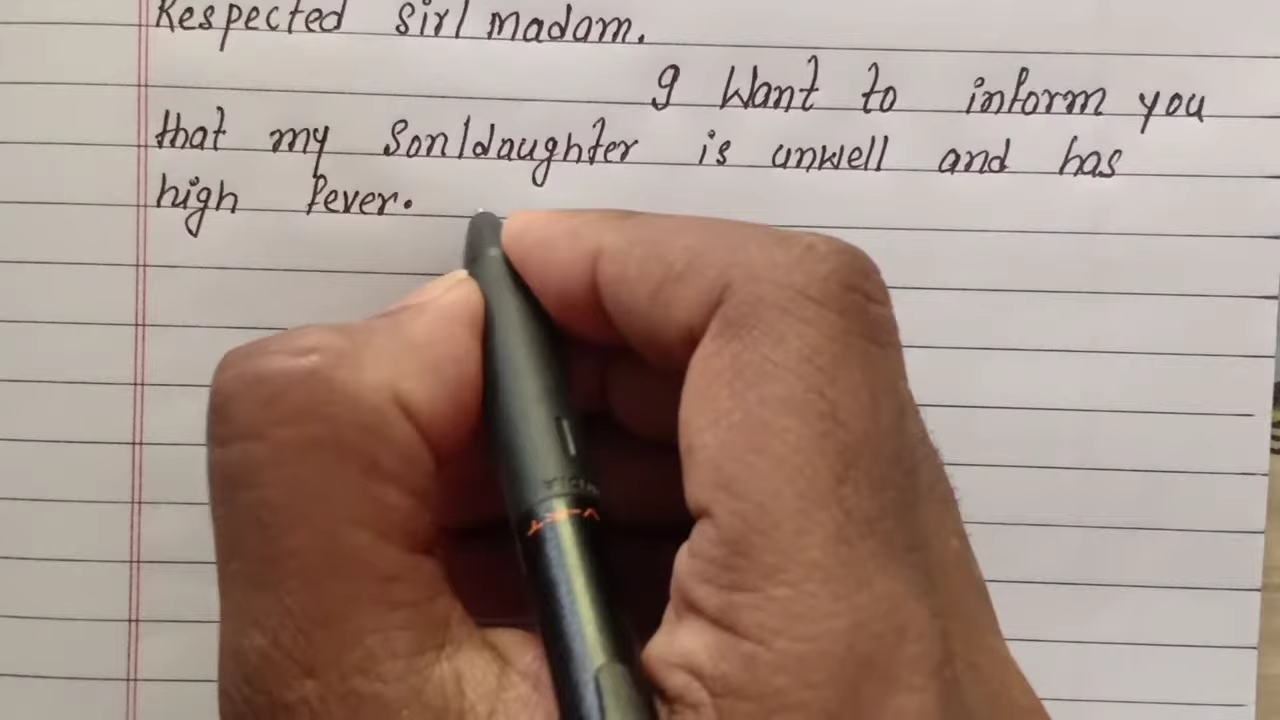 Respected sir/madam.
I want to inform you
that my son/daughter is unwell and has
high fever.